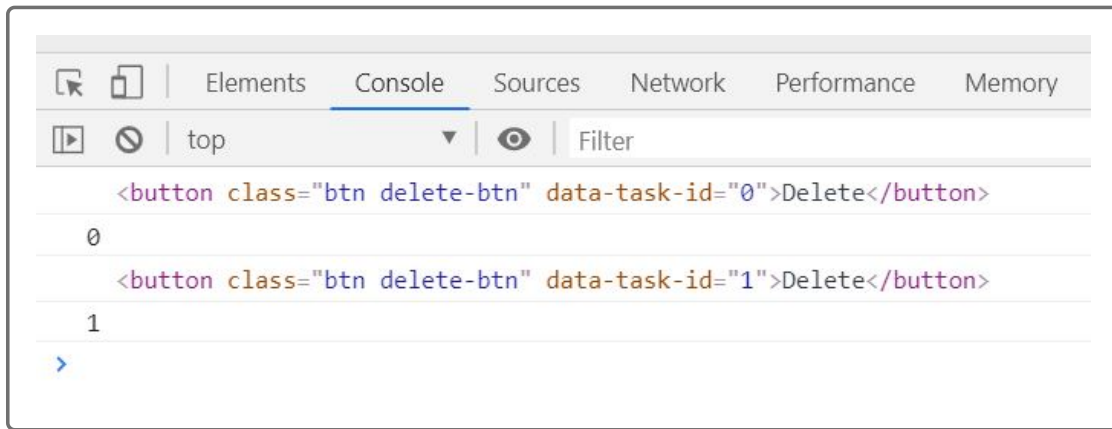 Elements Console Sources Network Performance Memory
top Filter
<button class="btn delete-btn" data-task-id="0">Delete</button>
0
<button class="btn delete-btn" data-task-id="1">Delete</button>
1
>